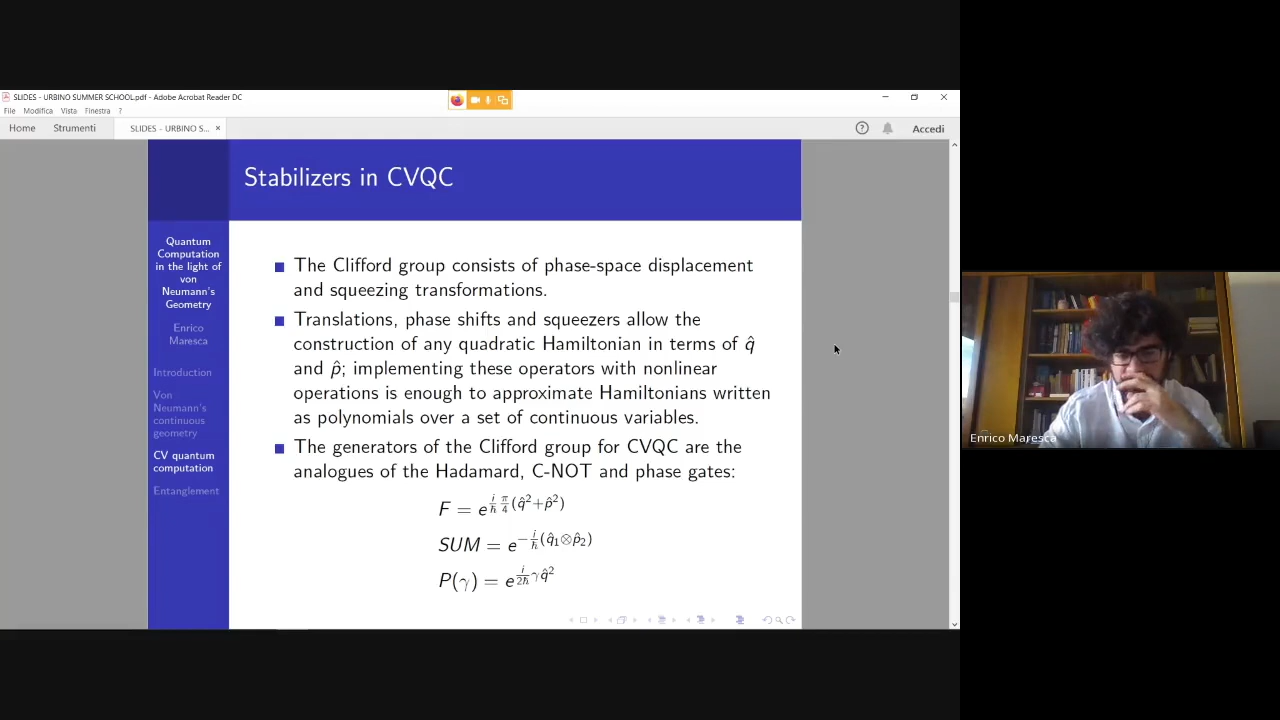 SLIDES - URBINO SUMMER SCHOOL.pdf - Adobe Acrobat Reader DC
File Modifica Vista Finestra ?
Home Strumenti SLIDES - URBINO S... × ? Accedi
Stabilizers in CVQC
Quantum
Computation
in the light of
von
Neumann's
Geometry
Enrico
Maresca
Introduction
Von
Neumann's
continuous
geometry
CV quantum
computation
Entanglement
The Clifford group consists of phase-space displacement
and squeezing transformations.
Translations, phase shifts and squeezers allow the
construction of any quadratic Hamiltonian in terms of q̂
and p̂; implementing these operators with nonlinear
operations is enough to approximate Hamiltonians written
as polynomials over a set of continuous variables.
The generators of the Clifford group for CVQC are the
analogues of the Hadamard, C-NOT and phase gates:
F = e^{\frac{i}{ħ}\frac{π}{4}(q̂²+p̂²)}
SUM = e^{-\frac{i}{ħ}(q̂₁⊗p̂₂)}
P(γ) = e^{\frac{i}{2ħ}γq̂²}
Enrico Maresca